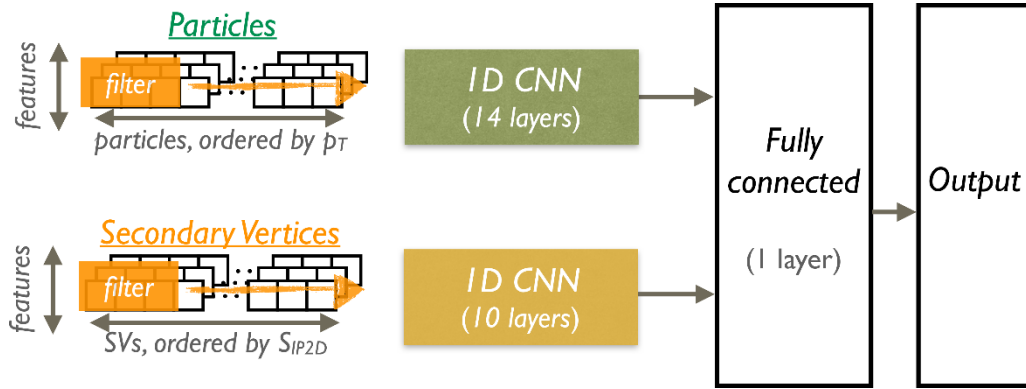 Particles
features
filter
particles, ordered by pT
1D CNN
(14 layers)
Secondary Vertices
features
filter
SVs, ordered by SIP2D
1D CNN
(10 layers)
Fully
connected
(1 layer)
Output